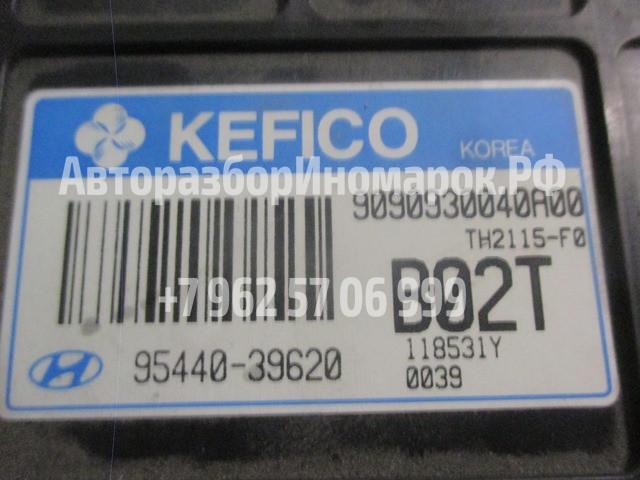 KEFICO KOREA
АвторазборИномарок.РФ
9090930040A00
TH2115-F0
+7 962 57 06 999
B02T
95440-39620
118531Y
0039